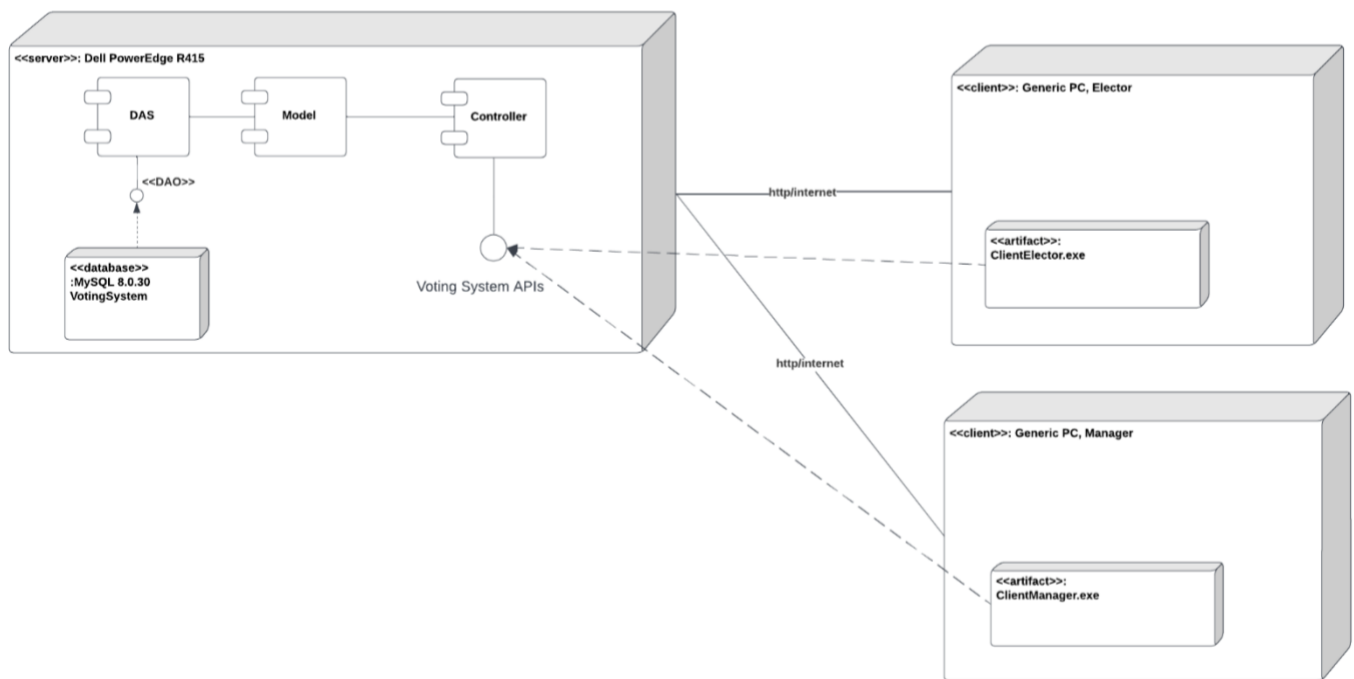 <<server>>: Dell PowerEdge R415
DAS
Model
Controller
<<DAO>>
<<database>>
:MySQL 8.0.30
VotingSystem
Voting System APIs
http/internet
http/internet
<<client>>: Generic PC, Elector
<<artifact>>:
ClientElector.exe
<<client>>: Generic PC, Manager
<<artifact>>:
ClientManager.exe